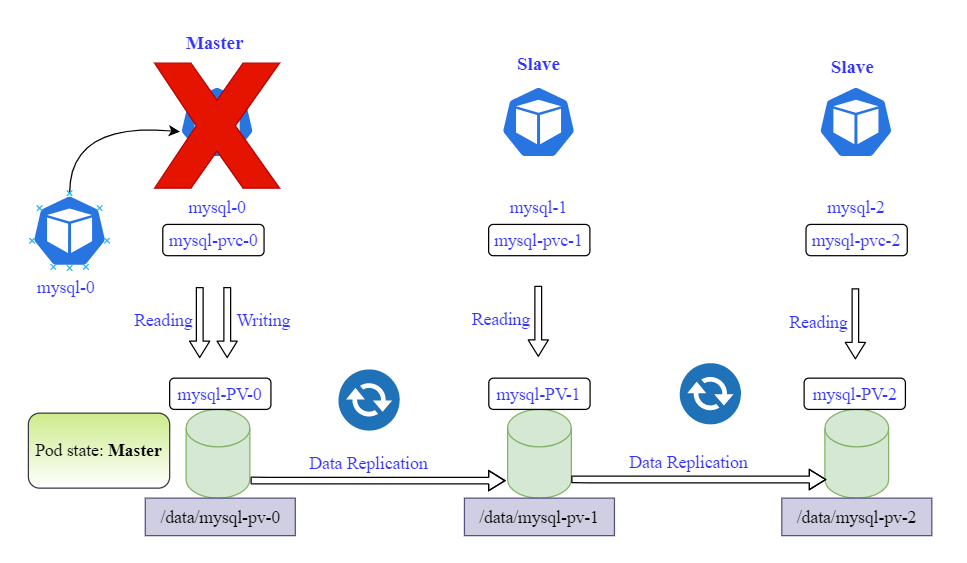 Master
Slave
Slave
mysql-0
mysql-1
mysql-2
mysql-pvc-0
mysql-pvc-1
mysql-pvc-2
mysql-0
Reading
Writing
Reading
Reading
mysql-PV-0
mysql-PV-1
mysql-PV-2
Pod state: Master
Data Replication
Data Replication
/data/mysql-pv-0
/data/mysql-pv-1
/data/mysql-pv-2